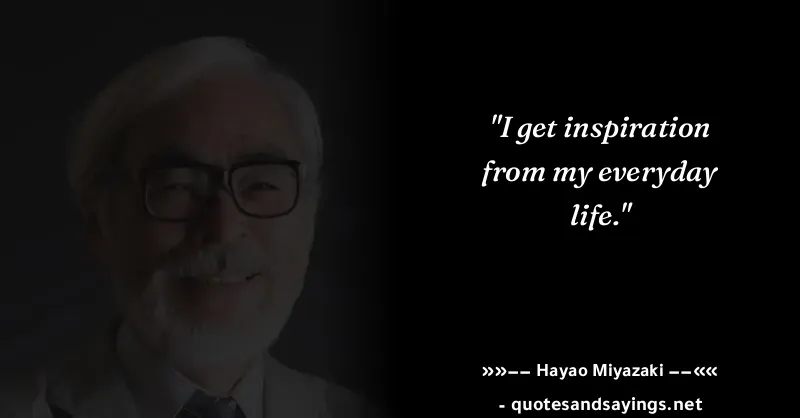 "I get inspiration
from my everyday
life."
»»−− Hayao Miyazaki −−««
- quotesandsayings.net